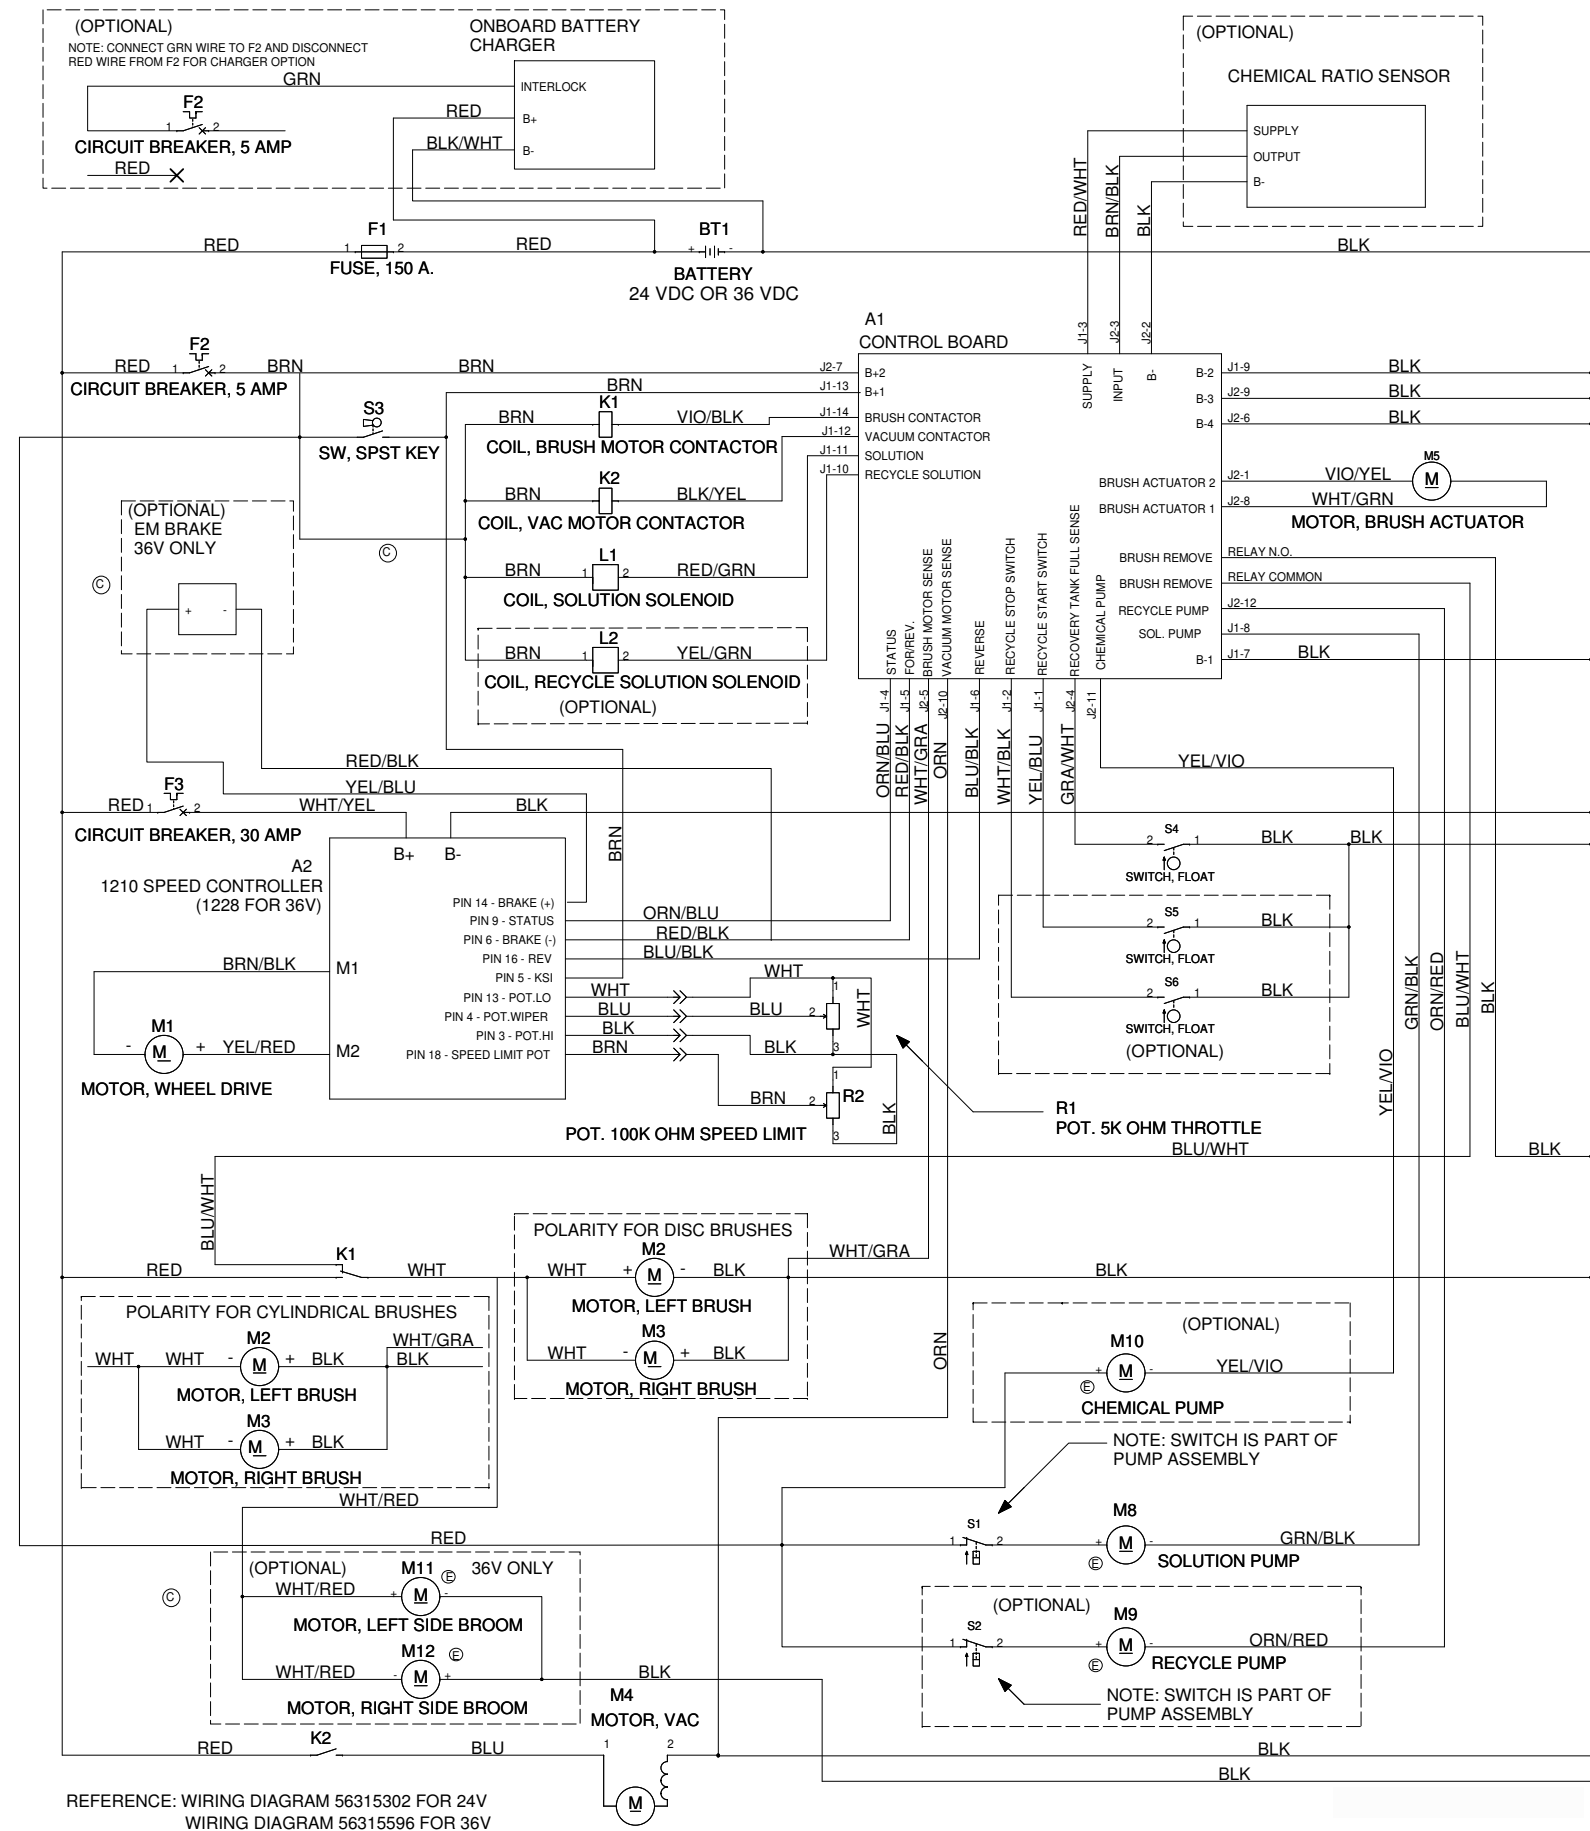 (OPTIONAL)
NOTE: CONNECT GRN WIRE TO F2 AND DISCONNECT
RED WIRE FROM F2 FOR CHARGER OPTION
GRN
F2
1 2
CIRCUIT BREAKER, 5 AMP
RED
ONBOARD BATTERY
CHARGER
INTERLOCK
RED
B+
BLK/WHT
B-
(OPTIONAL)
CHEMICAL RATIO SENSOR
SUPPLY
OUTPUT
B-
RED/WHT
BRN/BLK
BLK
RED
F1
1 2
FUSE, 150 A.
RED
BT1
+ -
BATTERY
24 VDC OR 36 VDC
BLK
A1
CONTROL BOARD
J1-3
J2-3
J2-2
SUPPLY
INPUT
B-
F2
RED
1 2
BRN
BRN
CIRCUIT BREAKER, 5 AMP
J2-7
B+2
BRN
J1-13
B+1
S3
SW, SPST KEY
K1
BRN
VIO/BLK
J1-14
BRUSH CONTACTOR
COIL, BRUSH MOTOR CONTACTOR
J1-12
VACUUM CONTACTOR
J1-11
SOLUTION
J1-10
RECYCLE SOLUTION
K2
BRN
BLK/YEL
COIL, VAC MOTOR CONTACTOR
C
L1
BRN
1 2
RED/GRN
COIL, SOLUTION SOLENOID
L2
BRN
1 2
YEL/GRN
COIL, RECYCLE SOLUTION SOLENOID
(OPTIONAL)
(OPTIONAL)
EM BRAKE
36V ONLY
C
+ -
B-2
J1-9
BLK
B-3
J2-9
BLK
B-4
J2-6
BLK
BRUSH ACTUATOR 2
J2-1
VIO/YEL
M5
M
BRUSH ACTUATOR 1
J2-8
WHT/GRN
MOTOR, BRUSH ACTUATOR
BRUSH REMOVE
RELAY N.O.
BRUSH REMOVE
RELAY COMMON
RECYCLE PUMP
J2-12
SOL. PUMP
J1-8
B-1
J1-7
BLK
STATUS
FOR/REV.
BRUSH MOTOR SENSE
VACUUM MOTOR SENSE
REVERSE
RECYCLE STOP SWITCH
RECYCLE START SWITCH
RECOVERY TANK FULL SENSE
CHEMICAL PUMP
J1-4
J1-5
J2-5
J2-10
J1-6
J1-2
J1-1
J2-4
J2-11
ORN/BLU
RED/BLK
WHT/GRA
ORN
BLU/BLK
WHT/BLK
YEL/BLU
GRA/WHT
YEL/VIO
RED/BLK
YEL/BLU
F3
RED
1 2
WHT/YEL
BLK
CIRCUIT BREAKER, 30 AMP
BRN
A2
1210 SPEED CONTROLLER
(1228 FOR 36V)
B+
B-
PIN 14 - BRAKE (+)
PIN 9 - STATUS
ORN/BLU
PIN 6 - BRAKE (-)
RED/BLK
PIN 16 - REV
BLU/BLK
PIN 5 - KSI
PIN 13 - POT.LO
WHT
WHT
PIN 4 - POT.WIPER
BLU
BLU
PIN 3 - POT.HI
BLK
BLK
PIN 18 - SPEED LIMIT POT
BRN
BRN
BRN/BLK
M1
M1
- M +
YEL/RED
M2
MOTOR, WHEEL DRIVE
1
2
3
WHT
1
2
3
R2
BLK
POT. 100K OHM SPEED LIMIT
R1
POT. 5K OHM THROTTLE
S4
2 1
BLK
BLK
SWITCH, FLOAT
S5
2 1
BLK
SWITCH, FLOAT
S6
2 1
BLK
SWITCH, FLOAT
(OPTIONAL)
YEL/VIO
GRN/BLK
ORN/RED
BLU/WHT
BLK
BLU/WHT
BLK
BLU/WHT
RED
K1
WHT
POLARITY FOR DISC BRUSHES
M2
WHT
+ M -
BLK
MOTOR, LEFT BRUSH
M3
WHT
- M +
BLK
MOTOR, RIGHT BRUSH
WHT/GRA
BLK
POLARITY FOR CYLINDRICAL BRUSHES
WHT/GRA
M2
WHT
WHT
- M +
BLK
BLK
MOTOR, LEFT BRUSH
M3
WHT
- M +
BLK
MOTOR, RIGHT BRUSH
WHT/RED
ORN
(OPTIONAL)
M10
+ M -
YEL/VIO
E
CHEMICAL PUMP
NOTE: SWITCH IS PART OF
PUMP ASSEMBLY
RED
S1
1 2
M8
+ M -
GRN/BLK
E
SOLUTION PUMP
(OPTIONAL)
S2
1 2
M9
+ M -
ORN/RED
E
RECYCLE PUMP
NOTE: SWITCH IS PART OF
PUMP ASSEMBLY
(OPTIONAL)
M11
E
36V ONLY
WHT/RED
+ M -
MOTOR, LEFT SIDE BROOM
C
M12
E
WHT/RED
- M +
BLK
MOTOR, RIGHT SIDE BROOM
M4
MOTOR, VAC
RED
K2
BLU
1 2
M
BLK
BLK
REFERENCE: WIRING DIAGRAM 56315302 FOR 24V
WIRING DIAGRAM 56315596 FOR 36V